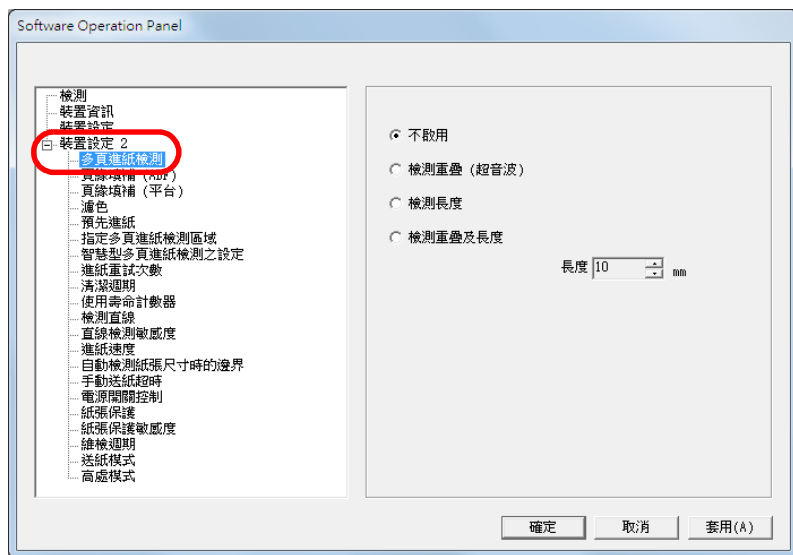 Software Operation Panel
檢測
裝置資訊
裝置設定
裝置設定 2
多頁進紙檢測
頁緣填補 (ADF)
頁緣填補 (平台)
濾色
預先進紙
指定多頁進紙檢測區域
智慧型多頁進紙檢測之設定
進紙重試次數
清潔週期
使用壽命計數器
檢測直線
直線檢測敏感度
進紙速度
自動檢測紙張尺寸時的邊界
手動送紙超時
電源開關控制
紙張保護
紙張保護敏感度
維檢週期
送紙模式
高處模式
不啟用
檢測重疊 (超音波)
檢測長度
檢測重疊及長度
長度 10 mm
確定 取消 套用(A)